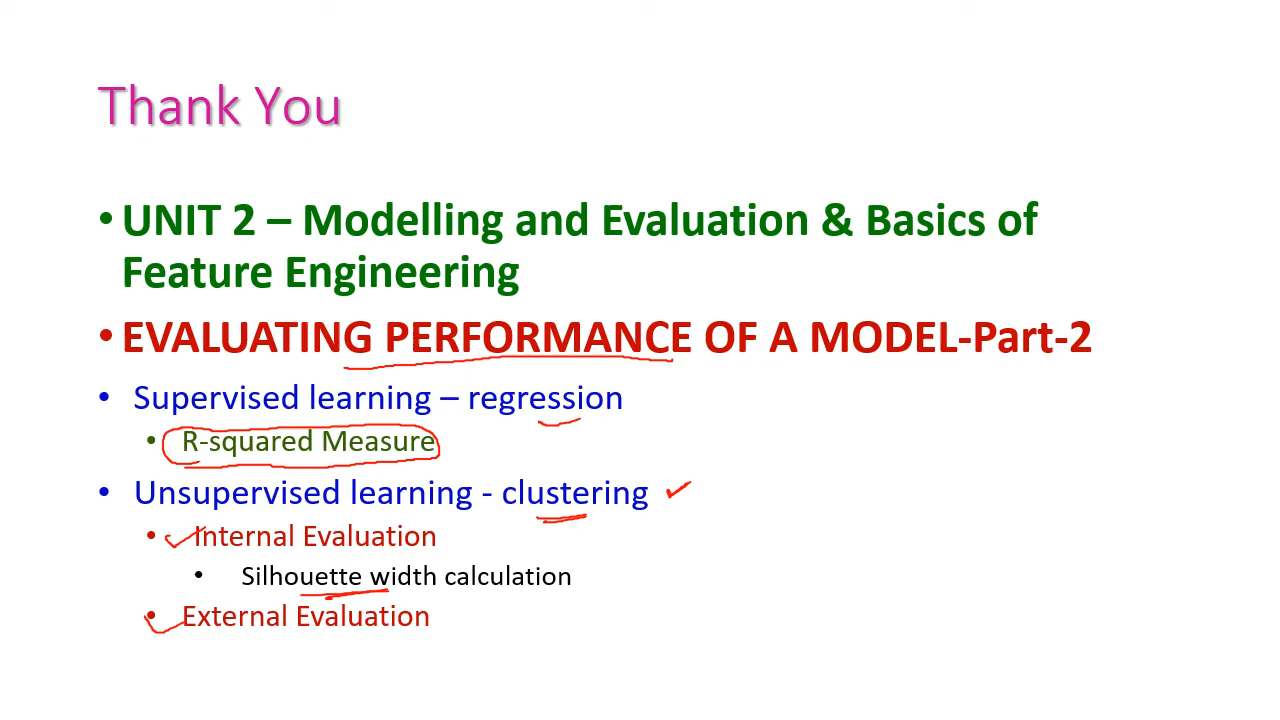 Thank You
• UNIT 2 – Modelling and Evaluation & Basics of
Feature Engineering
• EVALUATING PERFORMANCE OF A MODEL-Part-2
• Supervised learning – regression
• R-squared Measure
• Unsupervised learning - clustering
• Internal Evaluation
• Silhouette width calculation
• External Evaluation